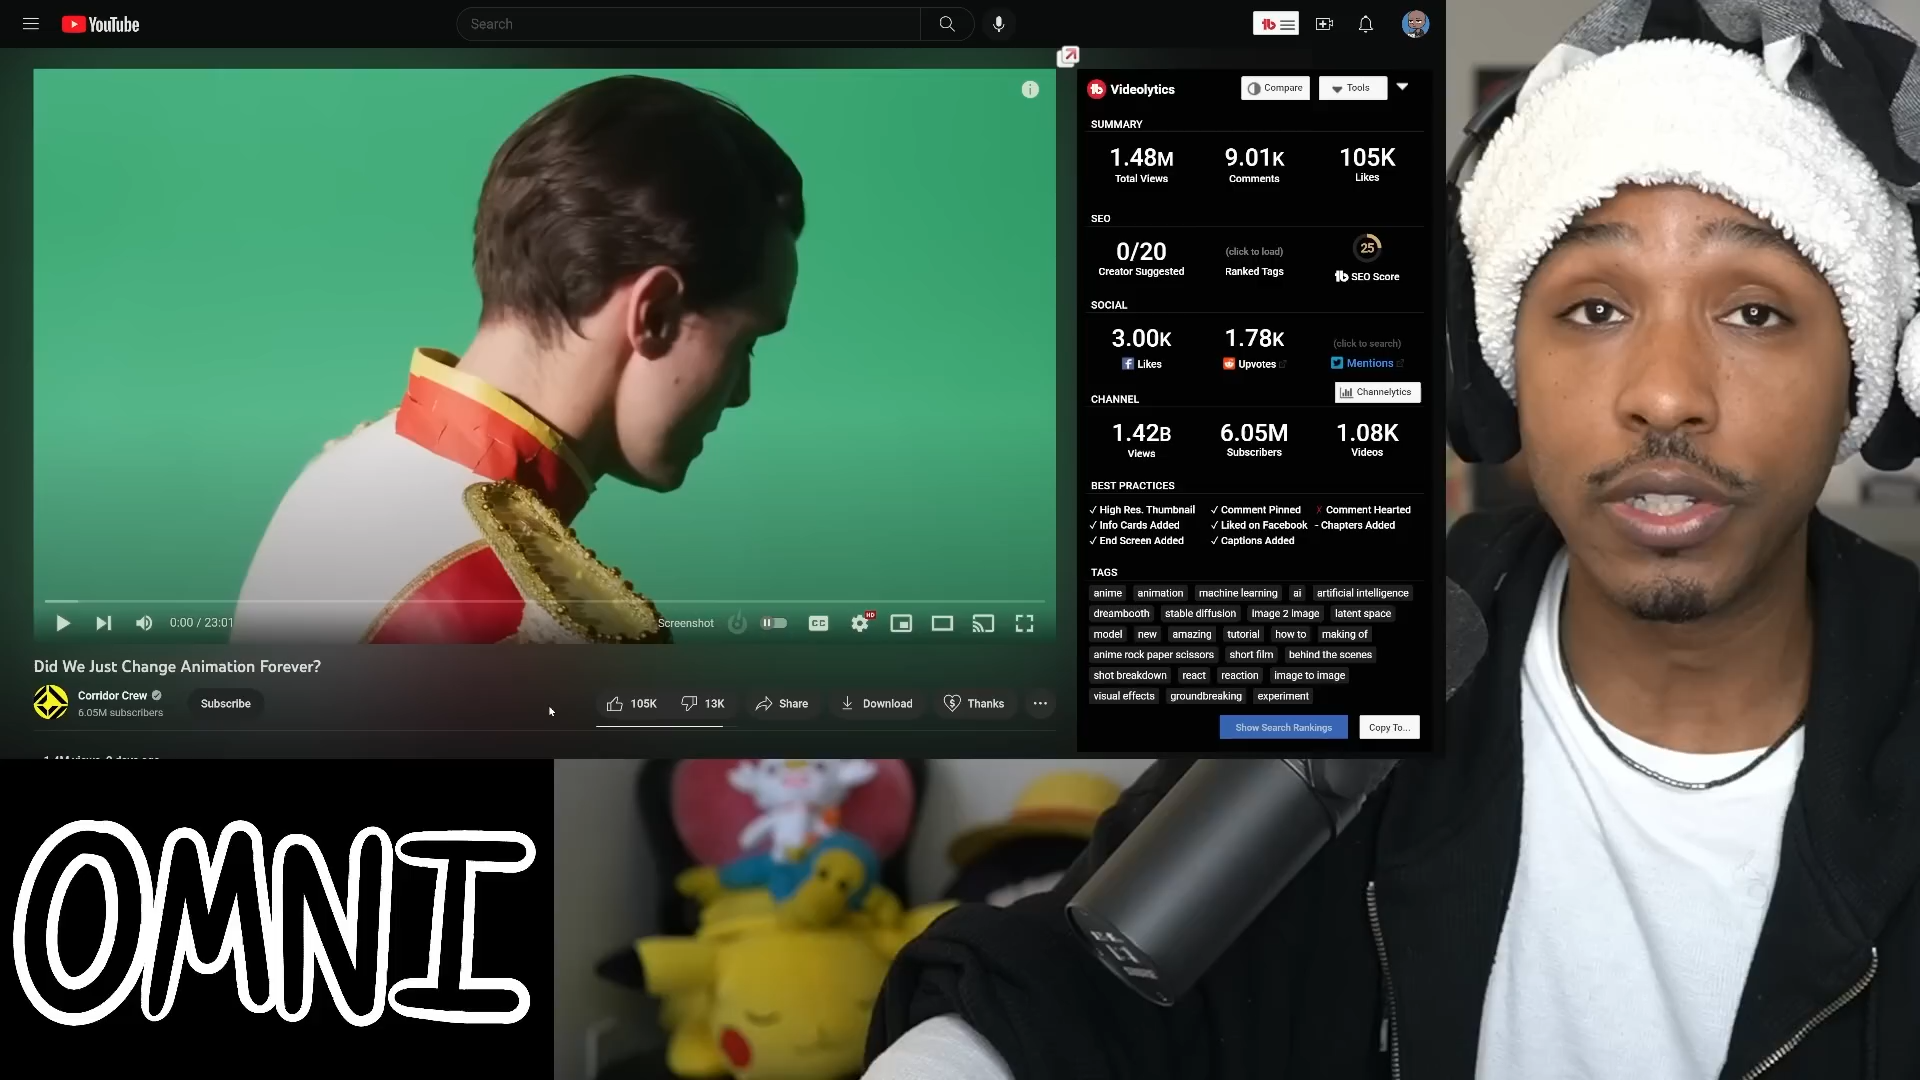 YouTube
Search
HD
0:00 / 23:01
Screenshot
CC
Did We Just Change Animation Forever?
Corrido Crew
6.05M subscribers
Subscribe
105K
13K
Share
Download
Thanks
Videolytics
Compare
Tools
SUMMARY
1.48M
9.01K
105K
Total Views
Comments
Likes
SEO
0/20
(click to load)
25
Creator Suggested
Ranked Tags
SEO Score
SOCIAL
3.00K
1.78K
(click to search)
Likes
Upvotes
Mentions
CHANNEL
Channelytics
1.42B
6.05M
1.08K
Views
Subscribers
Videos
BEST PRACTICES
✓ High Res. Thumbnail ✓ Comment Pinned x Comment Hearted
✓ Info Cards Added ✓ Liked on Facebook - Chapters Added
✓ End Screen Added ✓ Captions Added
TAGS
anime animation machine learning ai artificial intelligence
dreambooth stable diffusion image 2 image latent space
model new amazing tutorial how to making of
anime rock paper scissors short film behind the scenes
shot breakdown react reaction image to image
visual effects groundbreaking experiment
Show Search Rankings Copy To...
OMNI